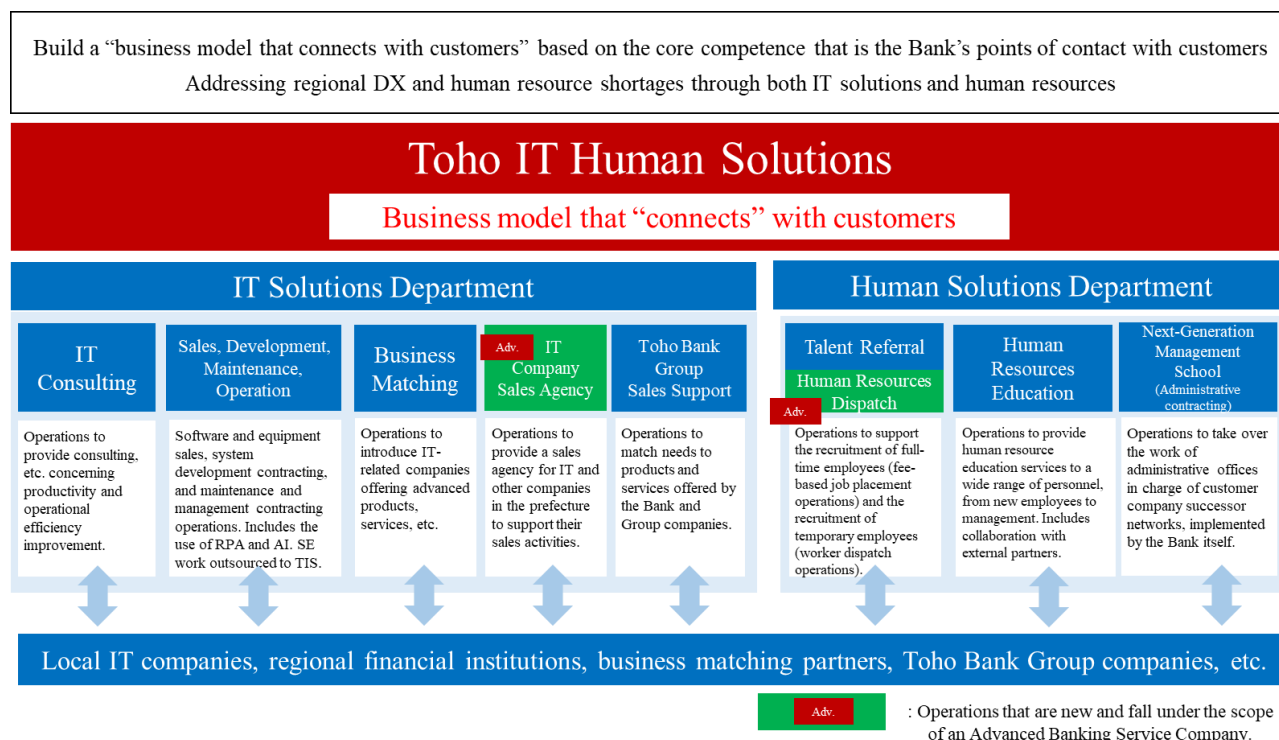 Build a “business model that connects with customers” based on the core competence that is the Bank’s points of contact with customers
Addressing regional DX and human resource shortages through both IT solutions and human resources
Toho IT Human Solutions
Business model that “connects” with customers
IT Solutions Department
IT
Consulting
Operations to
provide consulting,
etc. concerning
productivity and
operational
efficiency
improvement.
Sales, Development,
Maintenance,
Operation
Software and equipment
sales, system
development contracting,
and maintenance and
management contracting
operations. Includes the
use of RPA and AI. SE
work outsourced to TIS.
Business
Matching
Operations to
introduce IT-
related companies
offering advanced
products,
services, etc.
Adv.
IT
Company
Sales Agency
Operations to
provide a sales
agency for IT and
other companies
in the prefecture
to support their
sales activities.
Toho Bank
Group
Sales Support
Operations to
match needs to
products and
services offered by
the Bank and
Group companies.
Human Solutions Department
Talent Referral
Human Resources
Dispatch
Adv.
Operations to support
the recruitment of full-
time employees (fee-
based job placement
operations) and the
recruitment of
temporary employees
(worker dispatch
operations).
Human
Resources
Education
Operations to provide
human resource
education services to a
wide range of personnel,
from new employees to
management. Includes
collaboration with
external partners.
Next-Generation
Management
School
(Administrative
contracting)
Operations to take over
the work of
administrative offices
in charge of customer
company successor
networks, implemented
by the Bank itself.
Local IT companies, regional financial institutions, business matching partners, Toho Bank Group companies, etc.
Adv.
: Operations that are new and fall under the scope
of an Advanced Banking Service Company.